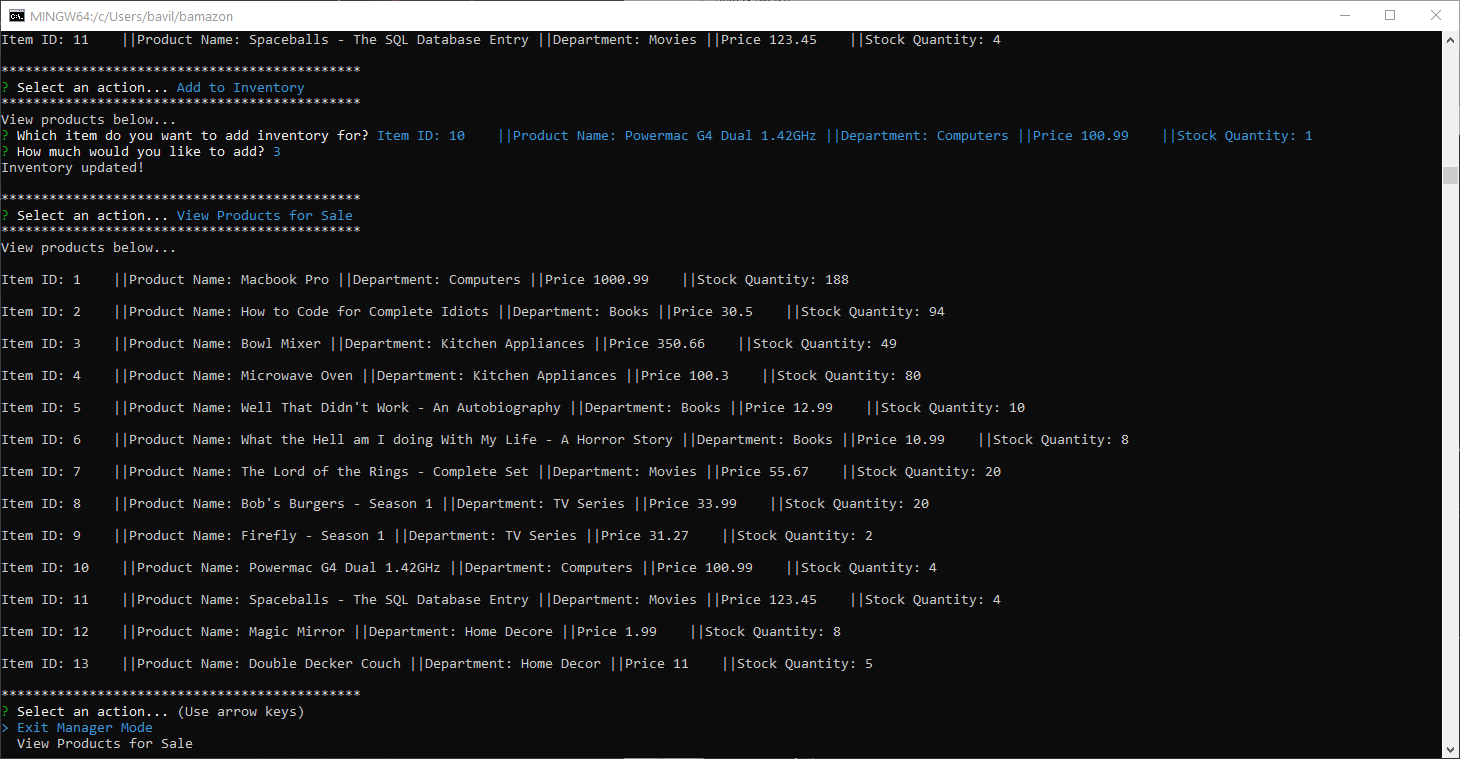 MINGW64:/c/Users/bavil/bamazon
Item ID: 11    ||Product Name: Spaceballs - The SQL Database Entry ||Department: Movies ||Price 123.45    ||Stock Quantity: 4
*********************************************
? Select an action... Add to Inventory
*********************************************
View products below...
? Which item do you want to add inventory for? Item ID: 10    ||Product Name: Powermac G4 Dual 1.42GHz ||Department: Computers ||Price 100.99    ||Stock Quantity: 1
? How much would you like to add? 3
Inventory updated!
*********************************************
? Select an action... View Products for Sale
*********************************************
View products below...
Item ID: 1    ||Product Name: Macbook Pro ||Department: Computers ||Price 1000.99    ||Stock Quantity: 188
Item ID: 2    ||Product Name: How to Code for Complete Idiots ||Department: Books ||Price 30.5    ||Stock Quantity: 94
Item ID: 3    ||Product Name: Bowl Mixer ||Department: Kitchen Appliances ||Price 350.66    ||Stock Quantity: 49
Item ID: 4    ||Product Name: Microwave Oven ||Department: Kitchen Appliances ||Price 100.3    ||Stock Quantity: 80
Item ID: 5    ||Product Name: Well That Didn't Work - An Autobiography ||Department: Books ||Price 12.99    ||Stock Quantity: 10
Item ID: 6    ||Product Name: What the Hell am I doing With My Life - A Horror Story ||Department: Books ||Price 10.99    ||Stock Quantity: 8
Item ID: 7    ||Product Name: The Lord of the Rings - Complete Set ||Department: Movies ||Price 55.67    ||Stock Quantity: 20
Item ID: 8    ||Product Name: Bob's Burgers - Season 1 ||Department: TV Series ||Price 33.99    ||Stock Quantity: 20
Item ID: 9    ||Product Name: Firefly - Season 1 ||Department: TV Series ||Price 31.27    ||Stock Quantity: 2
Item ID: 10    ||Product Name: Powermac G4 Dual 1.42GHz ||Department: Computers ||Price 100.99    ||Stock Quantity: 4
Item ID: 11    ||Product Name: Spaceballs - The SQL Database Entry ||Department: Movies ||Price 123.45    ||Stock Quantity: 4
Item ID: 12    ||Product Name: Magic Mirror ||Department: Home Decore ||Price 1.99    ||Stock Quantity: 8
Item ID: 13    ||Product Name: Double Decker Couch ||Department: Home Decor ||Price 11    ||Stock Quantity: 5
*********************************************
? Select an action... (Use arrow keys)
> Exit Manager Mode
  View Products for Sale